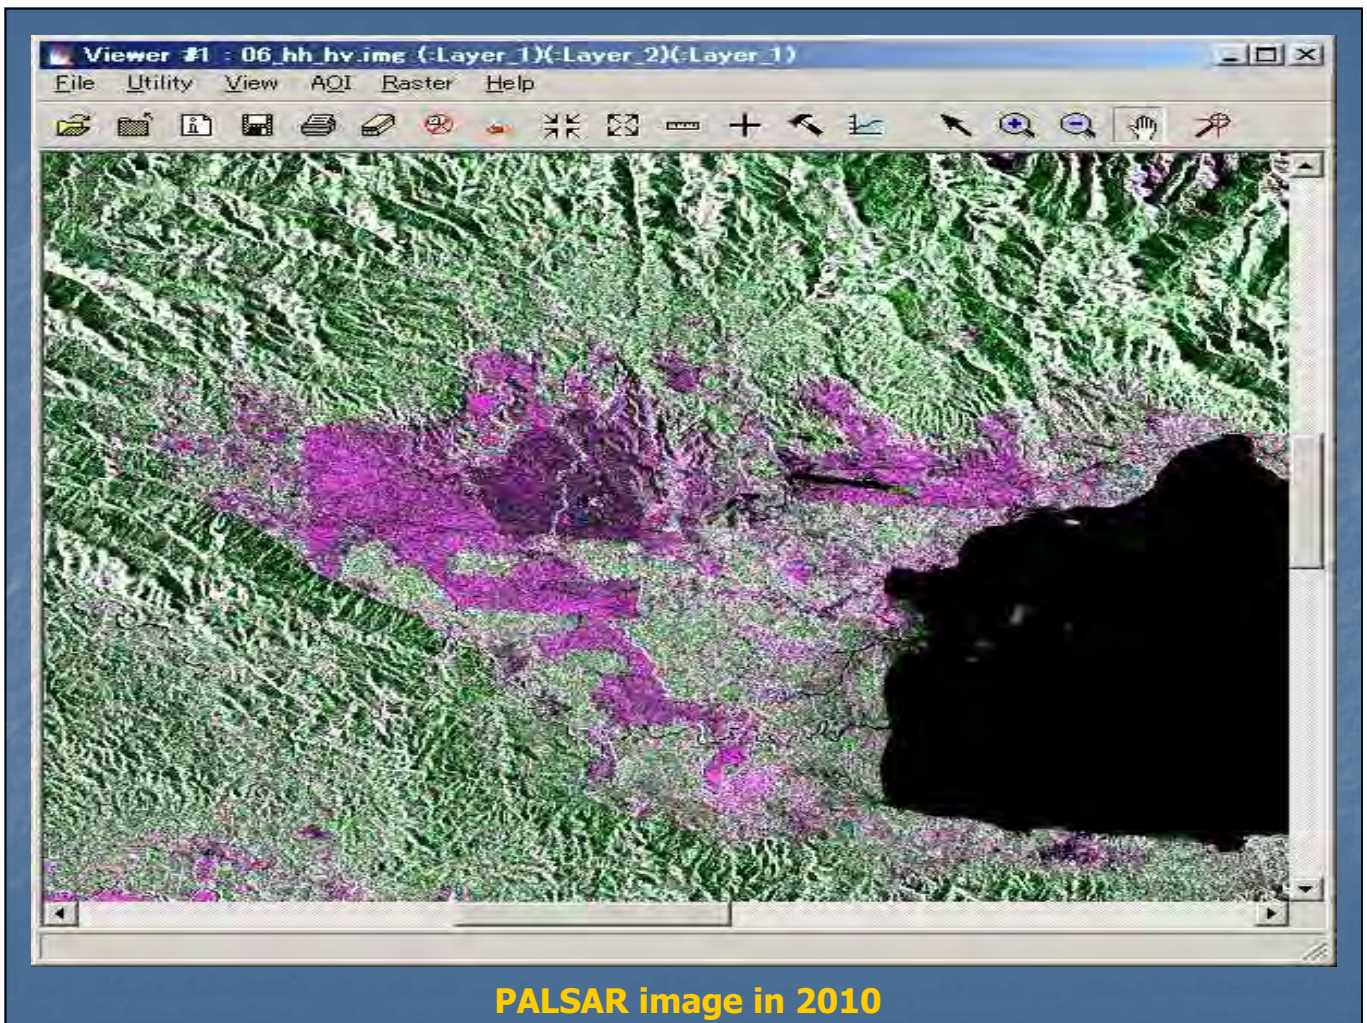 Viewer #1 : 06_hh_hv.img (:Layer_1)(:Layer_2)(:Layer_1)
File Utility View AOI Raster Help
PALSAR image in 2010